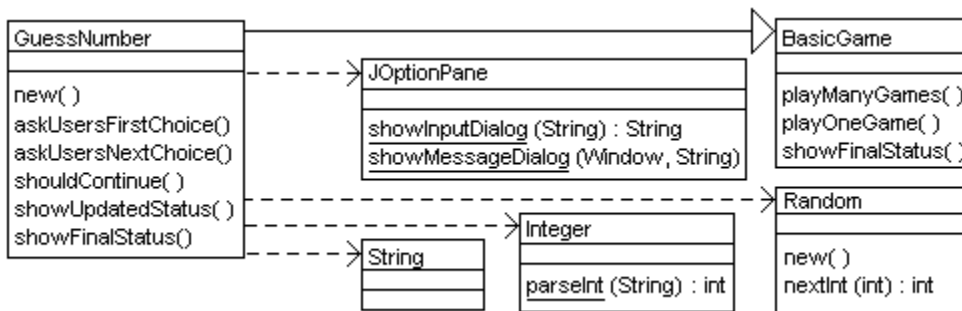 GuessNumber
new( )
askUsersFirstChoice()
askUsersNextChoice()
shouldContinue( )
showUpdatedStatus( )
showFinalStatus()
JOptionPane
showInputDialog (String) : String
showMessageDialog (Window, String)
BasicGame
playManyGames( )
playOneGame( )
showFinalStatus( )
String
Integer
parseInt (String) : int
Random
new( )
nextInt (int) : int